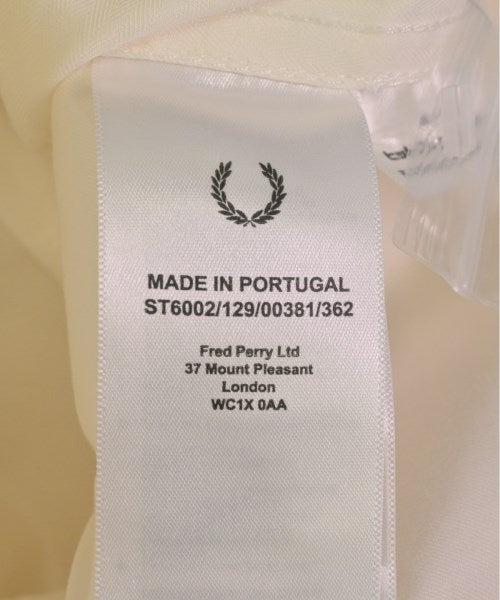 MADE IN PORTUGAL
ST6002/129/00381/362
Fred Perry Ltd
37 Mount Pleasant
London
WC1X 0AA